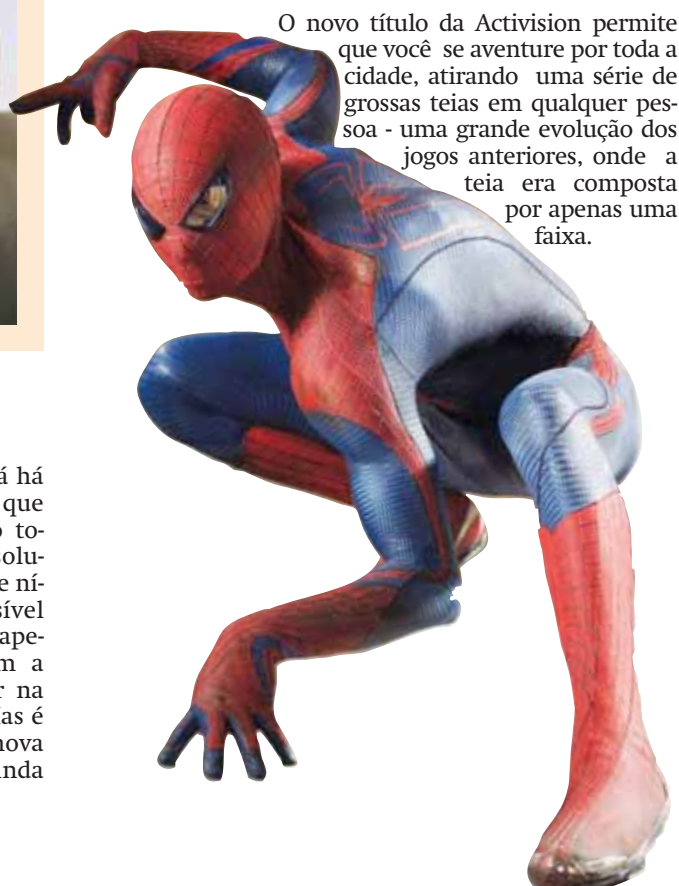 O novo título da Activision permite
que você se aventure por toda a
cidade, atirando uma série de
grossas teias em qualquer pes-
soa - uma grande evolução dos
jogos anteriores, onde a
teia era composta
por apenas uma
faixa.
á há
que
to-
solu-
e ní-
sível
ape-
m a
r na
as é
nova
nda